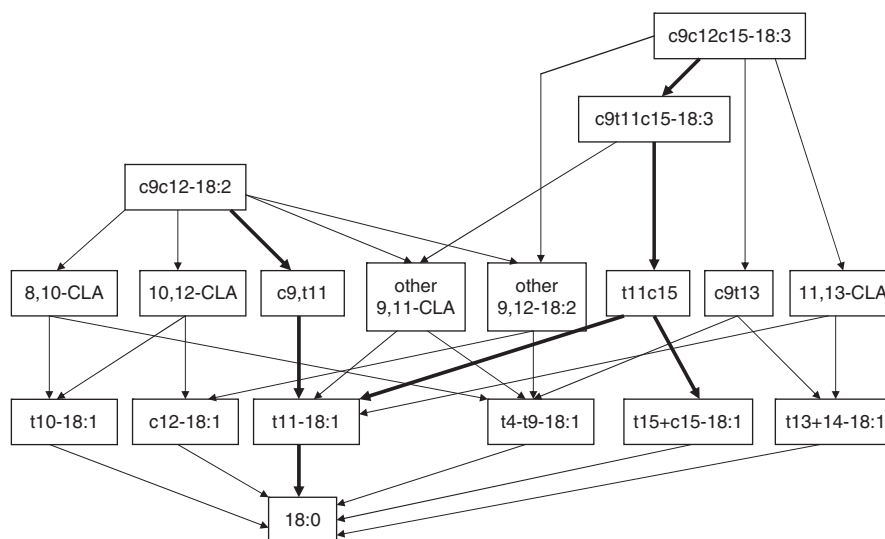 c9c12c15-18:3
c9t11c15-18:3
c9c12-18:2
8,10-CLA
10,12-CLA
c9,t11
other
9,11-CLA
other
9,12-18:2
t11c15
c9t13
11,13-CLA
t10-18:1
c12-18:1
t11-18:1
t4-t9-18:1
t15+c15-18:1
t13+14-18:1
18:0